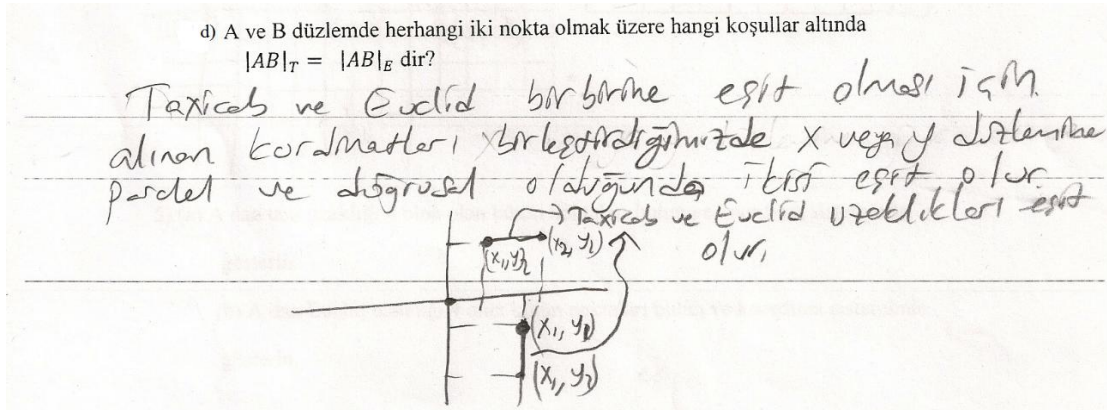 d) A ve B düzlemde herhangi iki nokta olmak üzere hangi koşullar altında
|AB|_T = |AB|_E dir?
Taxicab ve Euclid birbirine eşit olması için
alınan kordinatları birleştirdiğimizde x veya y düzlemine
paralel ve doğrusal olduğunda ikisi eşit olur.
Taxicab ve Euclid uzaklıkları eşit
olur.
(x₁, y₁) (x₂, y₁)
(x₁, y₁)
(x₁, y₂)